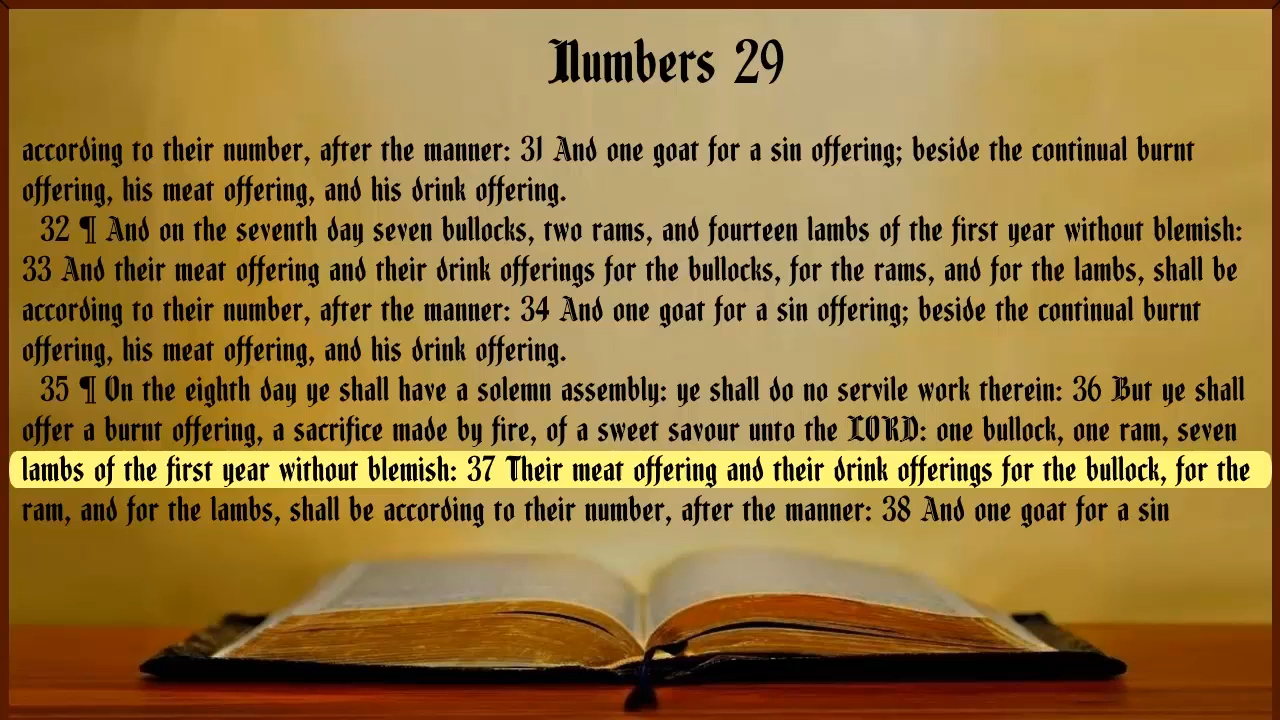 Numbers 29
according to their number, after the manner: 31 And one goat for a sin offering; beside the continual burnt
offering, his meat offering, and his drink offering.
32 ¶ And on the seventh day seven bullocks, two rams, and fourteen lambs of the first year without blemish:
33 And their meat offering and their drink offerings for the bullocks, for the rams, and for the lambs, shall be
according to their number, after the manner: 34 And one goat for a sin offering; beside the continual burnt
offering, his meat offering, and his drink offering.
35 ¶ On the eighth day ye shall have a solemn assembly: ye shall do no servile work therein: 36 But ye shall
offer a burnt offering, a sacrifice made by fire, of a sweet savour unto the LORD: one bullock, one ram, seven
lambs of the first year without blemish: 37 Their meat offering and their drink offerings for the bullock, for the
ram, and for the lambs, shall be according to their number, after the manner: 38 And one goat for a sin